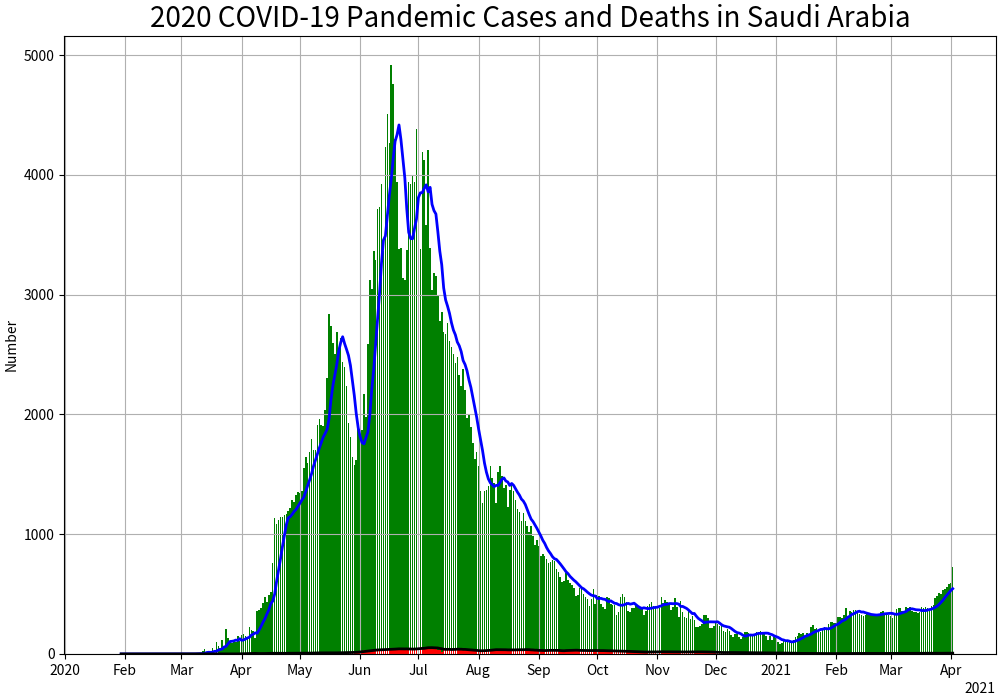 2020 COVID-19 Pandemic Cases and Deaths in Saudi Arabia
5000
4000
3000
2000
1000
0
Number
2020 Feb Mar Apr May Jun Jul Aug Sep Oct Nov Dec 2021 Feb Mar Apr
2021